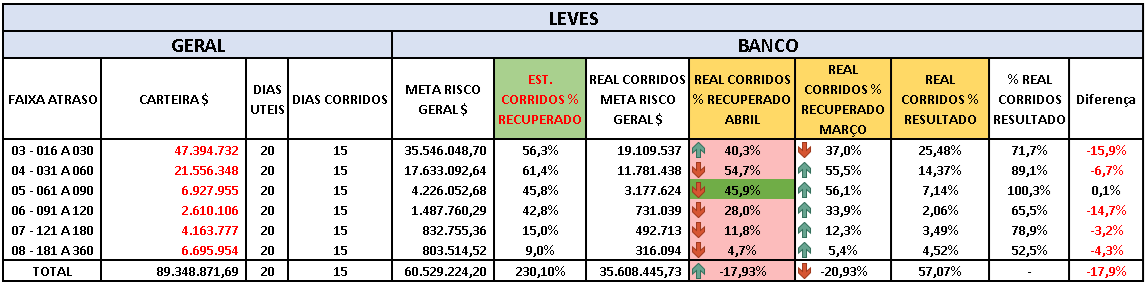 LEVES
GERAL BANCO
FAIXA ATRASO CARTEIRA $ DIAS UTEIS DIAS CORRIDOS META RISCO GERAL $ EST. CORRIDOS % RECUPERADO REAL CORRIDOS META RISCO GERAL $ REAL CORRIDOS % RECUPERADO ABRIL REAL CORRIDOS % RECUPERADO MARÇO REAL CORRIDOS % RESULTADO % REAL CORRIDOS RESULTADO Diferença
03 - 016 A 030 47.394.732 20 15 35.546.048,70 56,3% 19.109.537 40,3% 37,0% 25,48% 71,7% -15,9%
04 - 031 A 060 21.556.348 20 15 17.633.092,64 61,4% 11.781.438 54,7% 55,5% 14,37% 89,1% -6,7%
05 - 061 A 090 6.927.955 20 15 4.226.052,68 45,8% 3.177.624 45,9% 56,1% 7,14% 100,3% 0,1%
06 - 091 A 120 2.610.106 20 15 1.487.760,29 42,8% 731.039 28,0% 33,9% 2,06% 65,5% -14,7%
07 - 121 A 180 4.163.777 20 15 832.755,36 15,0% 492.713 11,8% 12,3% 3,49% 78,9% -3,2%
08 - 181 A 360 6.695.954 20 15 803.514,52 9,0% 316.094 4,7% 5,4% 4,52% 52,5% -4,3%
TOTAL 89.348.871,69 20 15 60.529.224,20 230,10% 35.608.445,73 -17,93% -20,93% 57,07% - -17,9%